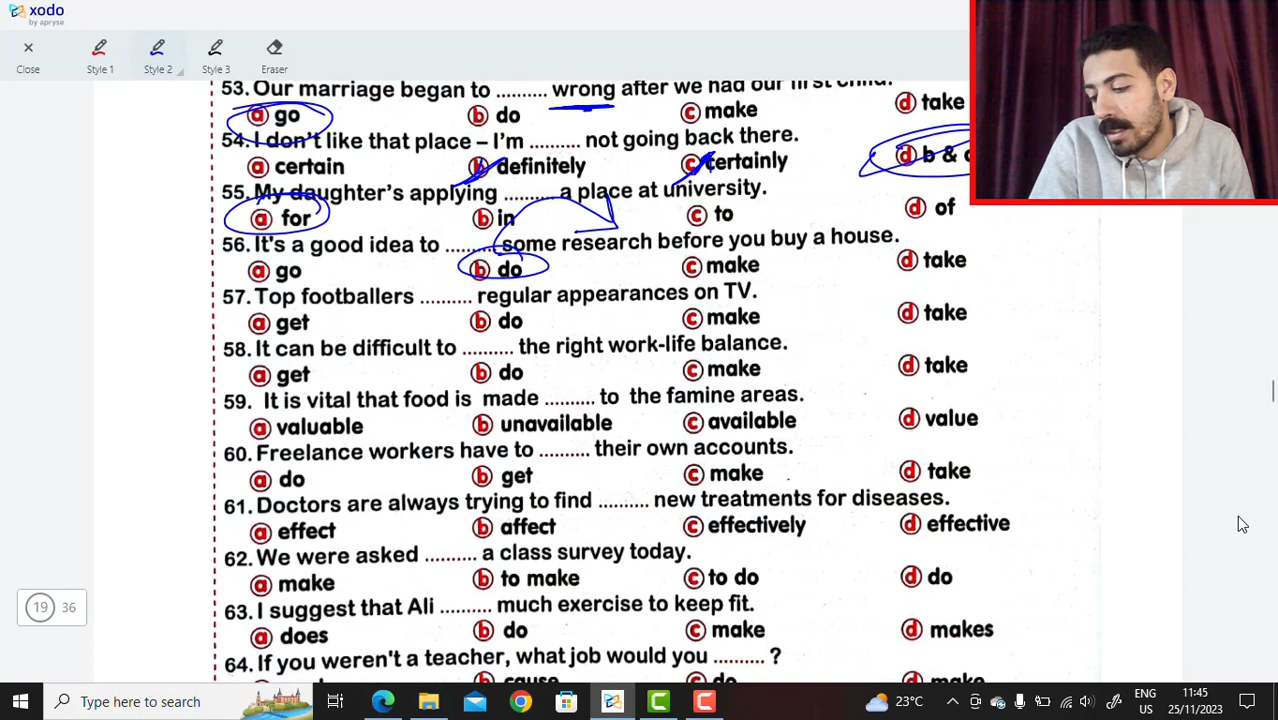 xodo
by apryse
Close
Style 1
Style 2
Style 3
Eraser
53. Our marriage began to .......... wrong after we had our first child.
a go b do c make d take
54. I don't like that place – I'm .......... not going back there.
a certain b definitely c certainly d b &
55. My daughter's applying .......... a place at university.
a for b in c to d of
56. It's a good idea to .......... some research before you buy a house.
a go b do c make d take
57. Top footballers .......... regular appearances on TV.
a get b do c make d take
58. It can be difficult to .......... the right work-life balance.
a get b do c make d take
59. It is vital that food is made .......... to the famine areas.
a valuable b unavailable c available d value
60. Freelance workers have to .......... their own accounts.
a do b get c make d take
61. Doctors are always trying to find .......... new treatments for diseases.
a effect b affect c effectively d effective
62. We were asked .......... a class survey today.
a make b to make c to do d do
63. I suggest that Ali .......... much exercise to keep fit.
a does b do c make d makes
64. If you weren't a teacher, what job would you .......... ?
b cause c do d make
19 36
Type here to search
23°C
ENG
US
11:45
25/11/2023